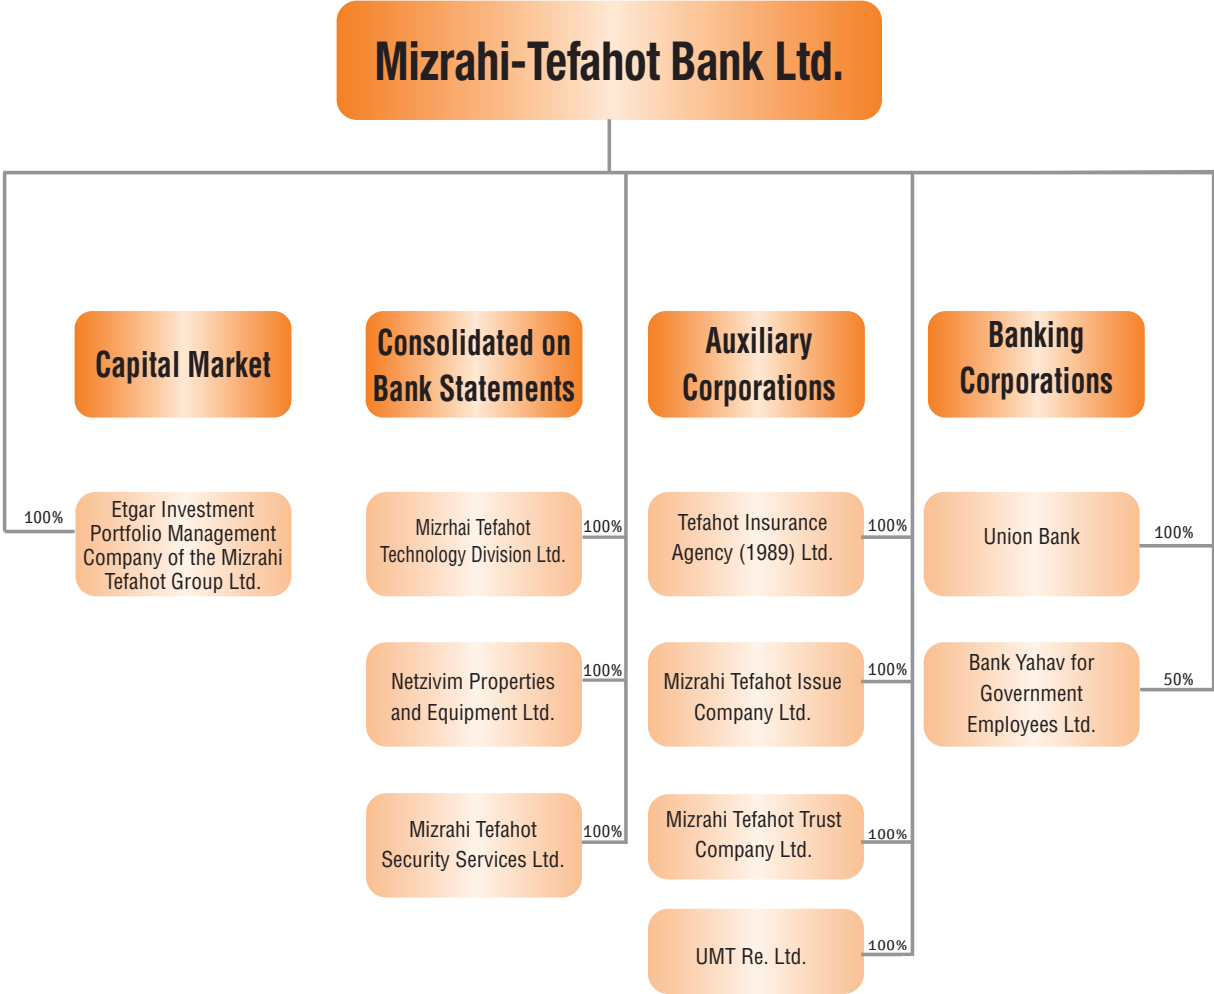 Mizrahi-Tefahot Bank Ltd.
Capital Market
100%
Etgar Investment
Portfolio Management
Company of the Mizrahi
Tefahot Group Ltd.
Consolidated on
Bank Statements
Mizrhai Tefahot
Technology Division Ltd.
100%
Netzivim Properties
and Equipment Ltd.
100%
Mizrahi Tefahot
Security Services Ltd.
100%
Auxiliary
Corporations
Tefahot Insurance
Agency (1989) Ltd.
100%
Mizrahi Tefahot Issue
Company Ltd.
100%
Mizrahi Tefahot Trust
Company Ltd.
100%
UMT Re. Ltd.
100%
Banking
Corporations
Union Bank
100%
Bank Yahav for
Government
Employees Ltd.
50%